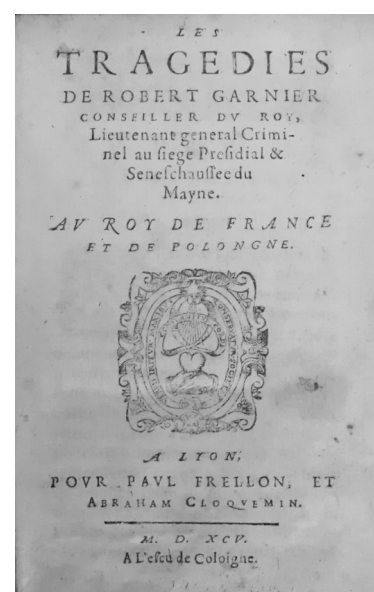 LES
TRAGEDIES
DE ROBERT GARNIER
CONSEILLER DV ROY,
Lieutenant general Crimi-
nel au siege Presidial &
Seneschaussee du
Mayne.
AV ROY DE FRANCE
ET DE POLONGNE.
A LYON,
POVR PAVL FRELLON, ET
ABRAHAM CLOQVEMIN.
M. D. XCV.
A L'escu de Coloigne.